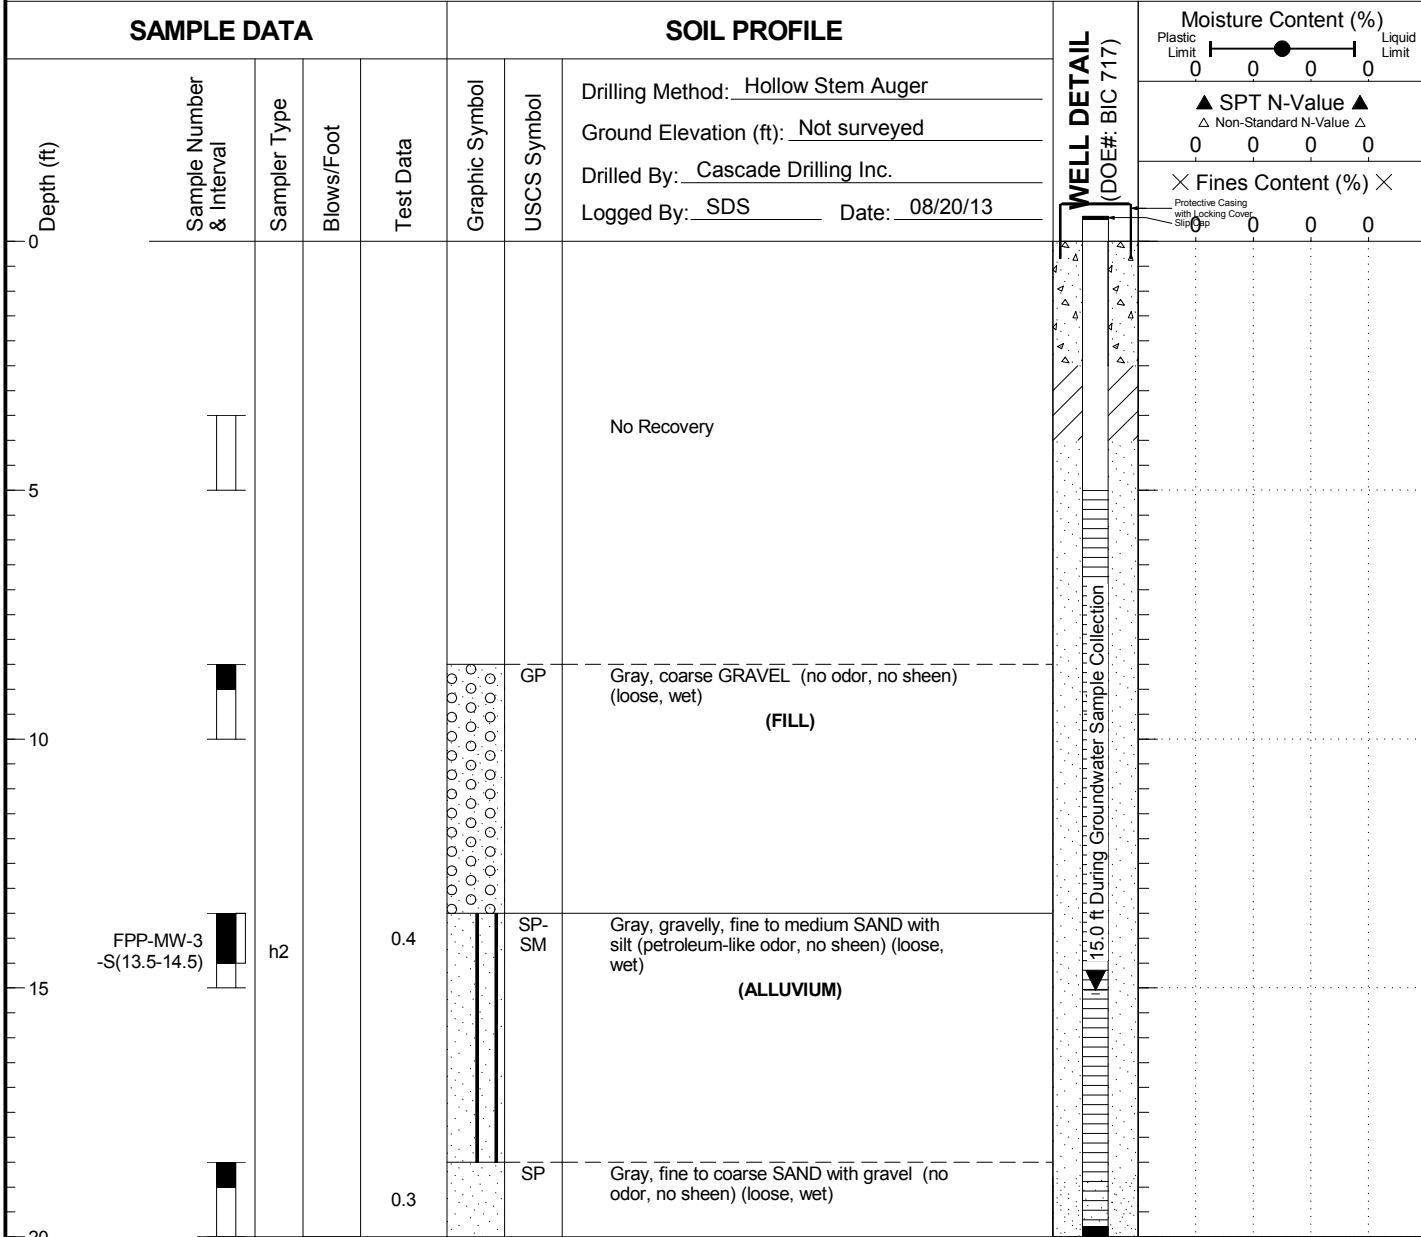 SAMPLE DATA
SOIL PROFILE
Depth (ft)
Sample Number
& Interval
Sampler Type
Blows/Foot
Test Data
Graphic Symbol
USCS Symbol
Drilling Method: Hollow Stem Auger
Ground Elevation (ft): Not surveyed
Drilled By: Cascade Drilling Inc.
Logged By: SDS Date: 08/20/13
WELL DETAIL
(DOE#: BIC 717)
Moisture Content (%)
Plastic
Limit
Liquid
Limit
0 0 0 0
▲ SPT N-Value ▲
△ Non-Standard N-Value △
0 0 0 0
× Fines Content (%) ×
Protective Casing
with Locking Cover
Slip Cap
0 0 0 0
0
No Recovery
5
GP
Gray, coarse GRAVEL (no odor, no sheen)
(loose, wet)
(FILL)
10
15.0 ft During Groundwater Sample Collection
FPP-MW-3
-S(13.5-14.5)
h2
0.4
SP-
SM
Gray, gravelly, fine to medium SAND with
silt (petroleum-like odor, no sheen) (loose,
wet)
(ALLUVIUM)
15
0.3
SP
Gray, fine to coarse SAND with gravel (no
odor, no sheen) (loose, wet)
20